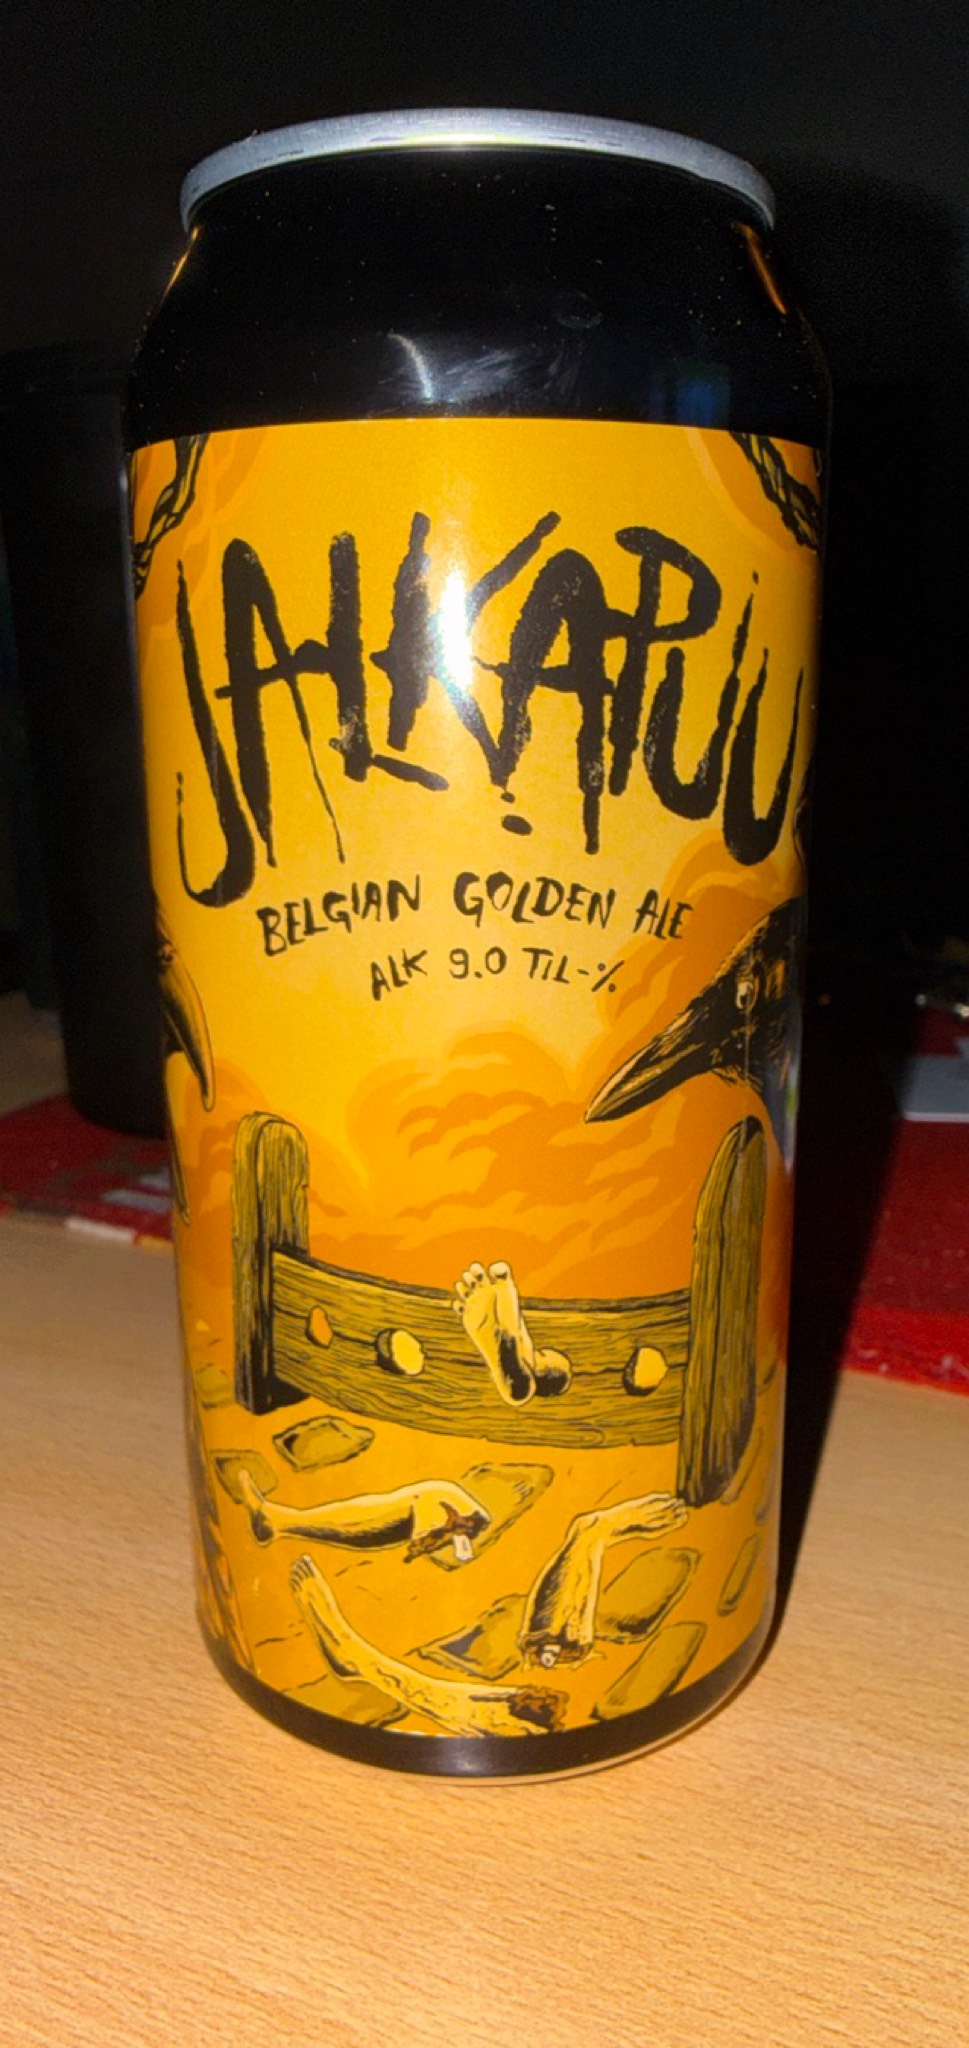 JALKAPUU
BELGIAN GOLDEN ALE
ALK 9.0 TIL-%